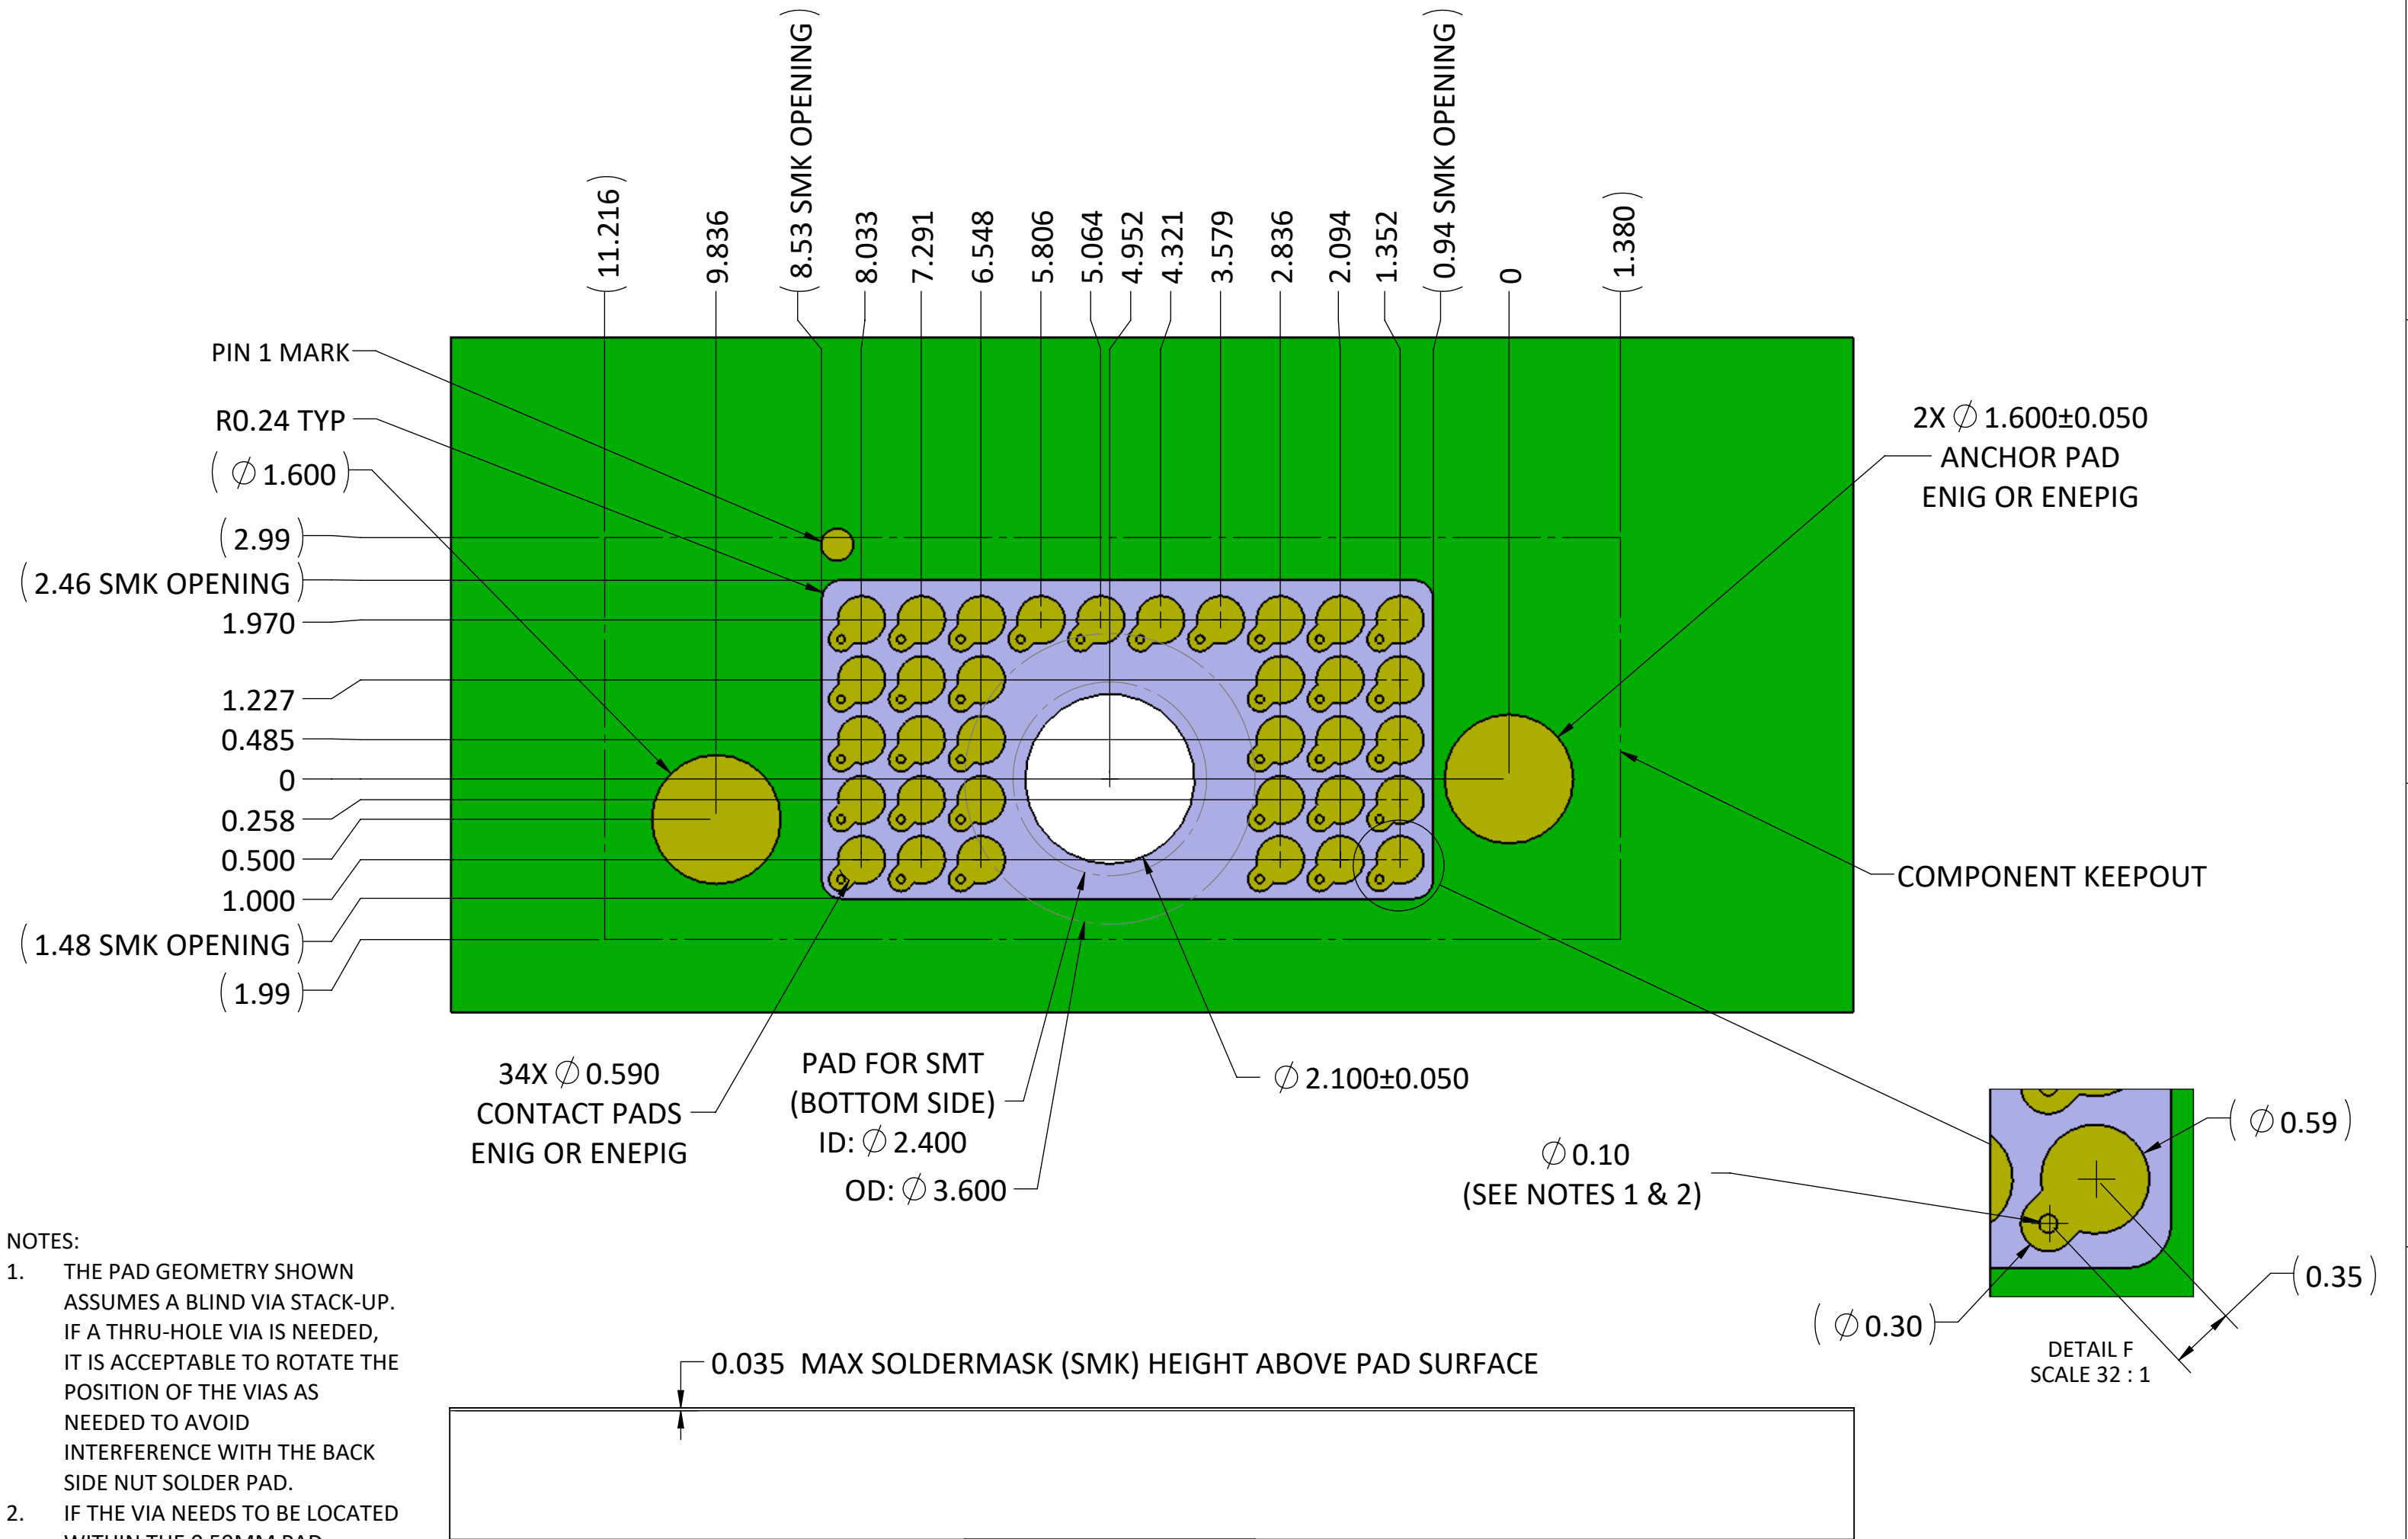 (11.216)
9.836
(8.53 SMK OPENING)
8.033
7.291
6.548
5.806
5.064
4.952
4.321
3.579
2.836
2.094
1.352
(0.94 SMK OPENING)
0
(1.380)
PIN 1 MARK
R0.24 TYP
(∅1.600)
(2.99)
(2.46 SMK OPENING)
1.970
1.227
0.485
0
0.258
0.500
1.000
(1.48 SMK OPENING)
(1.99)
2X ∅1.600±0.050
ANCHOR PAD
ENIG OR ENEPIG
COMPONENT KEEPOUT
34X ∅0.590
CONTACT PADS
ENIG OR ENEPIG
PAD FOR SMT
(BOTTOM SIDE)
ID: ∅2.400
OD: ∅3.600
∅2.100±0.050
∅0.10
(SEE NOTES 1 & 2)
(∅0.59)
(0.35)
(∅0.30)
DETAIL F
SCALE 32 : 1
NOTES:
1. THE PAD GEOMETRY SHOWN
ASSUMES A BLIND VIA STACK-UP.
IF A THRU-HOLE VIA IS NEEDED,
IT IS ACCEPTABLE TO ROTATE THE
POSITION OF THE VIAS AS
NEEDED TO AVOID
INTERFERENCE WITH THE BACK
SIDE NUT SOLDER PAD.
2. IF THE VIA NEEDS TO BE LOCATED
WITHIN THE 0.59MM PAD
0.035 MAX SOLDERMASK (SMK) HEIGHT ABOVE PAD SURFACE